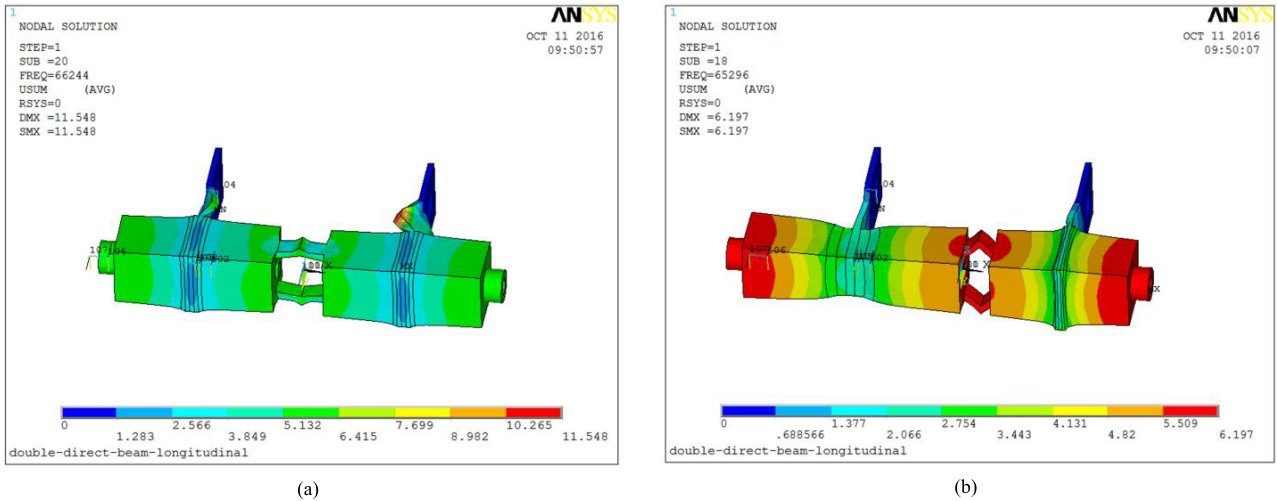 1
ANSYS
NODAL SOLUTION
OCT 11 2016
09:50:57
STEP=1
SUB =20
FREQ=66244
USUM (AVG)
RSYS=0
DMX =11.548
SMX =11.548
0
1.283
2.566
3.849
5.132
6.415
7.699
8.982
10.265
11.548
double-direct-beam-longitudinal
(a)
1
ANSYS
NODAL SOLUTION
OCT 11 2016
09:50:07
STEP=1
SUB =18
FREQ=65296
USUM (AVG)
RSYS=0
DMX =6.197
SMX =6.197
0
.688566
1.377
2.066
2.754
3.443
4.131
4.82
5.509
6.197
double-direct-beam-longitudinal
(b)